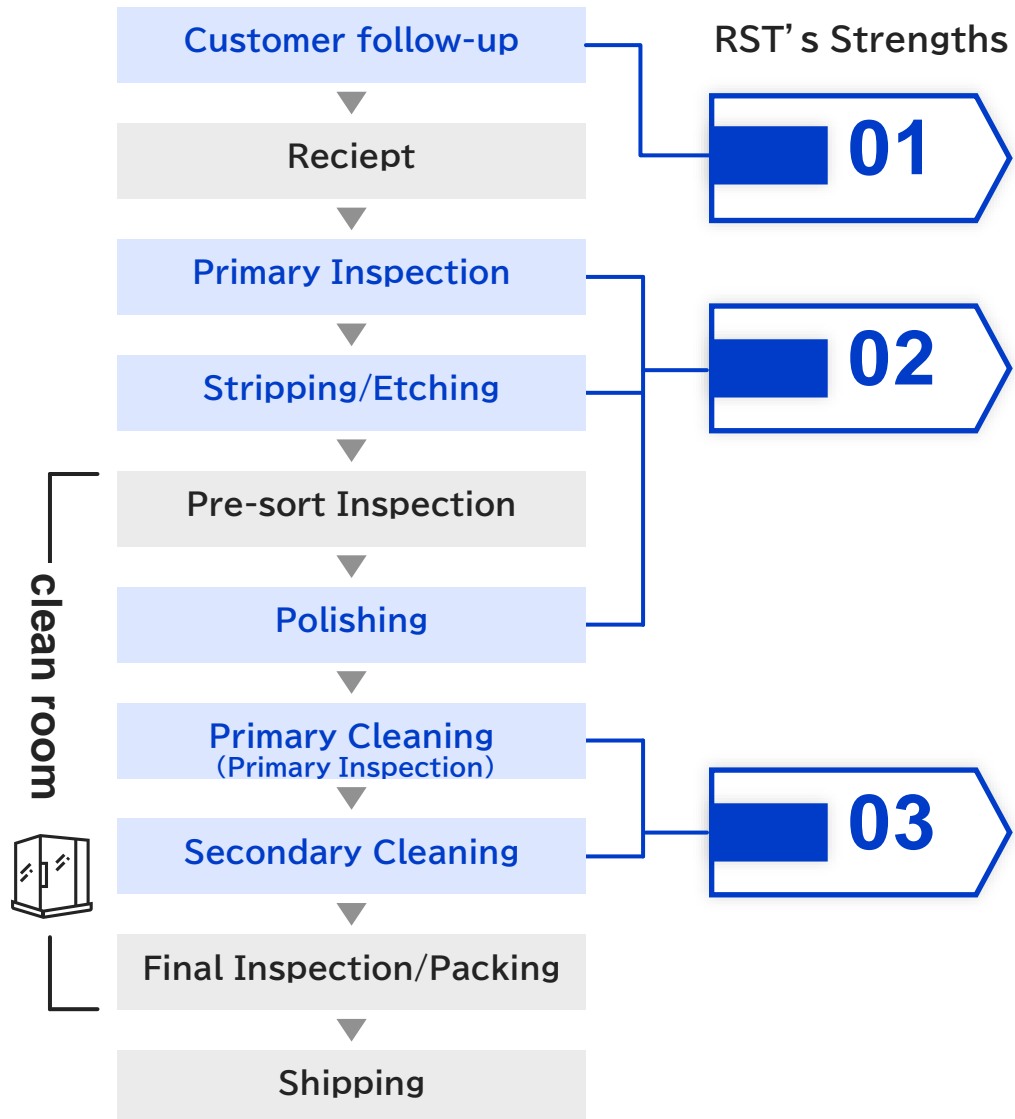 Customer follow-up
RST’s Strengths
01
Reciept
Primary Inspection
02
Stripping/Etching
Pre-sort Inspection
clean room
Polishing
Primary Cleaning
(Primary Inspection)
03
Secondary Cleaning
Final Inspection/Packing
Shipping